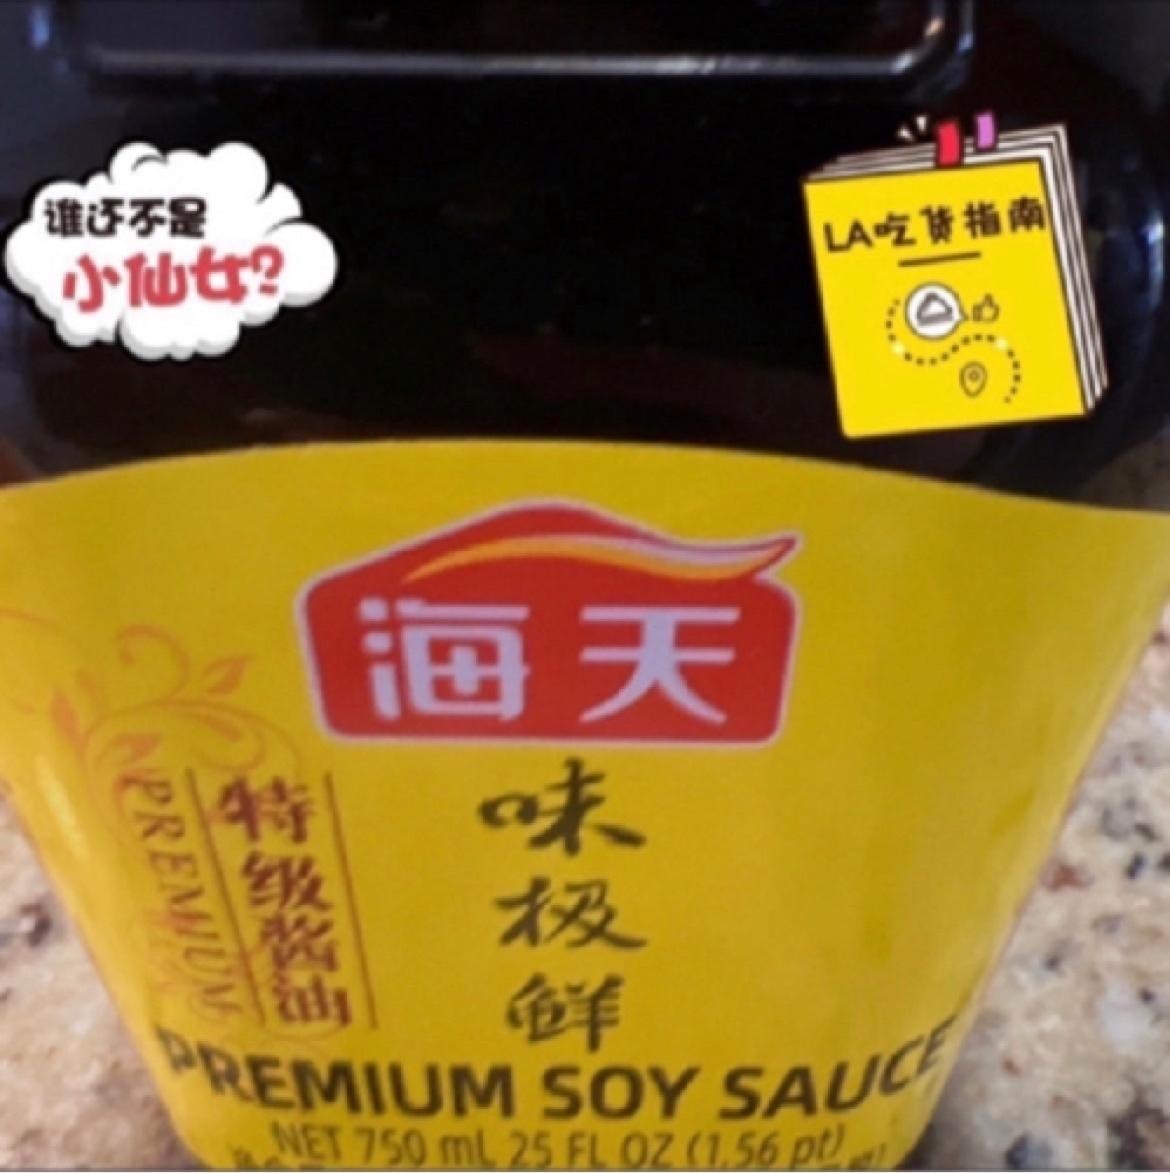 谁还不是
小仙女?
LA吃货指南
海天
味极鲜
PREMIUM
特级酱油
PREMIUM SOY SAUCE
NET 750 mL 25 FL OZ (1.56 pt)